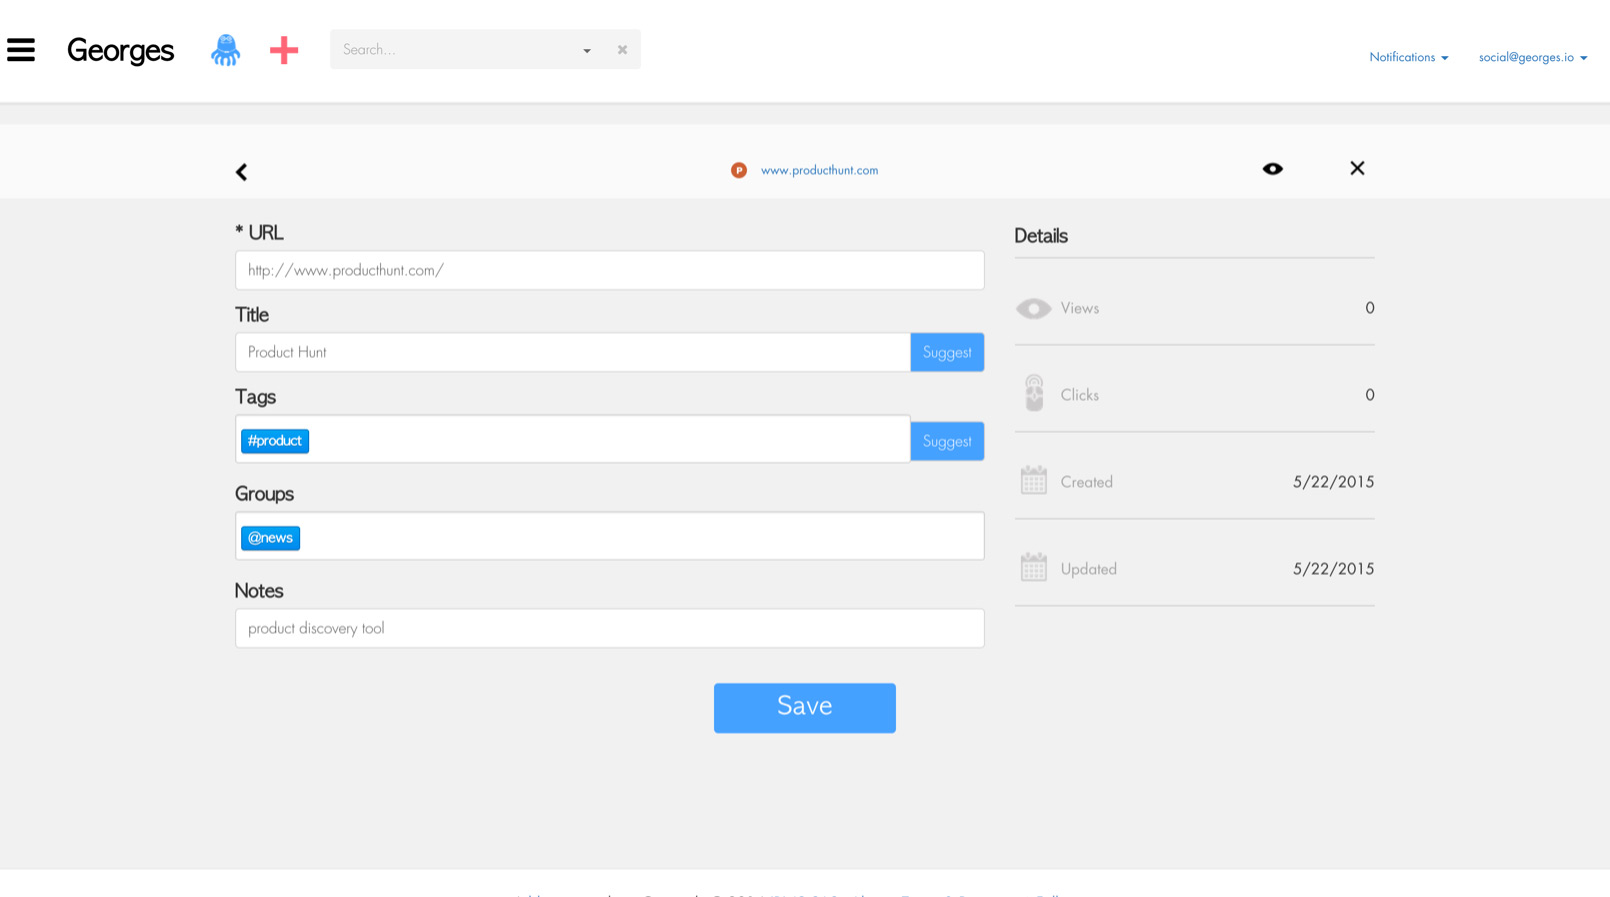 Georges
Search...
Notifications
social@georges.io
P
www.producthunt.com
* URL
http://www.producthunt.com/
Title
Product Hunt
Suggest
Tags
#product
Suggest
Groups
@news
Notes
product discovery tool
Save
Details
Views 0
Clicks 0
Created 5/22/2015
Updated 5/22/2015